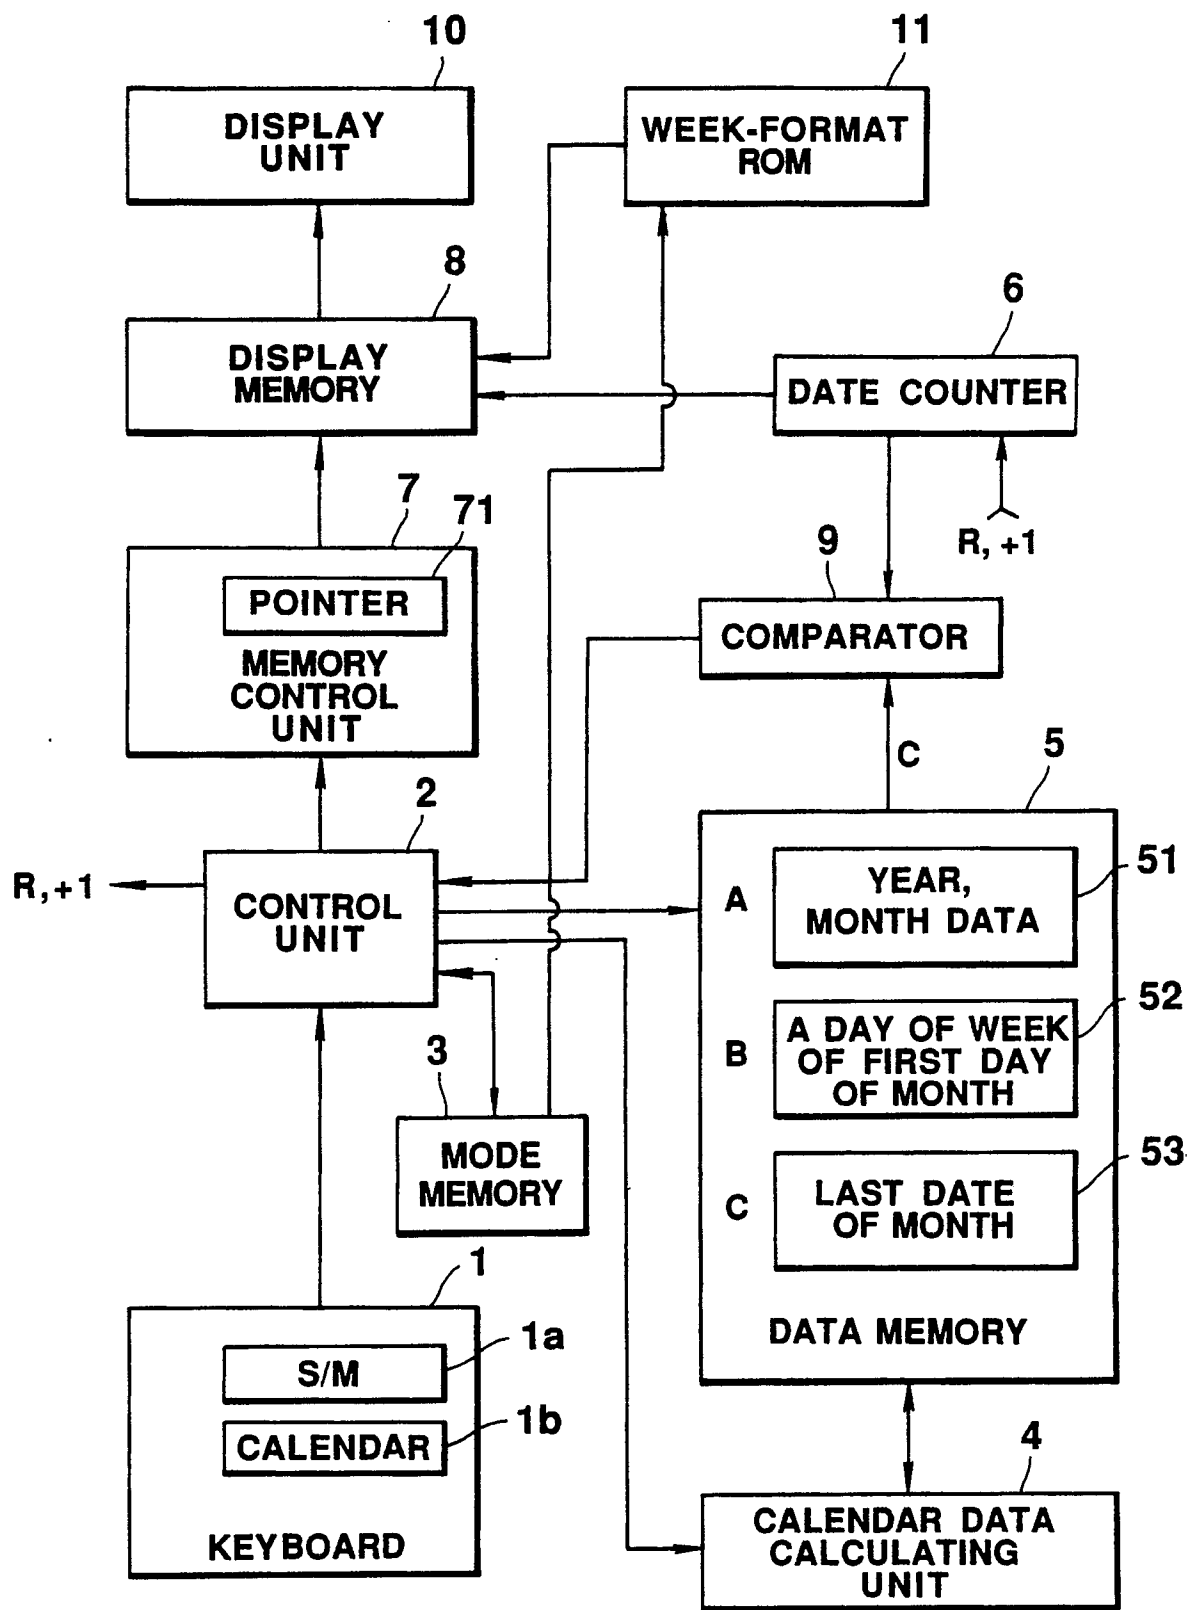 10
DISPLAY
UNIT
11
WEEK-FORMAT
ROM
8
DISPLAY
MEMORY
6
DATE COUNTER
R, +1
7
71
POINTER
MEMORY
CONTROL
UNIT
9
COMPARATOR
C
2
CONTROL
UNIT
R, +1
5
A
YEAR,
MONTH DATA
51
B
A DAY OF WEEK
OF FIRST DAY
OF MONTH
52
C
LAST DATE
OF MONTH
53
DATA MEMORY
3
MODE
MEMORY
1
S/M
1a
CALENDAR
1b
KEYBOARD
4
CALENDAR DATA
CALCULATING
UNIT